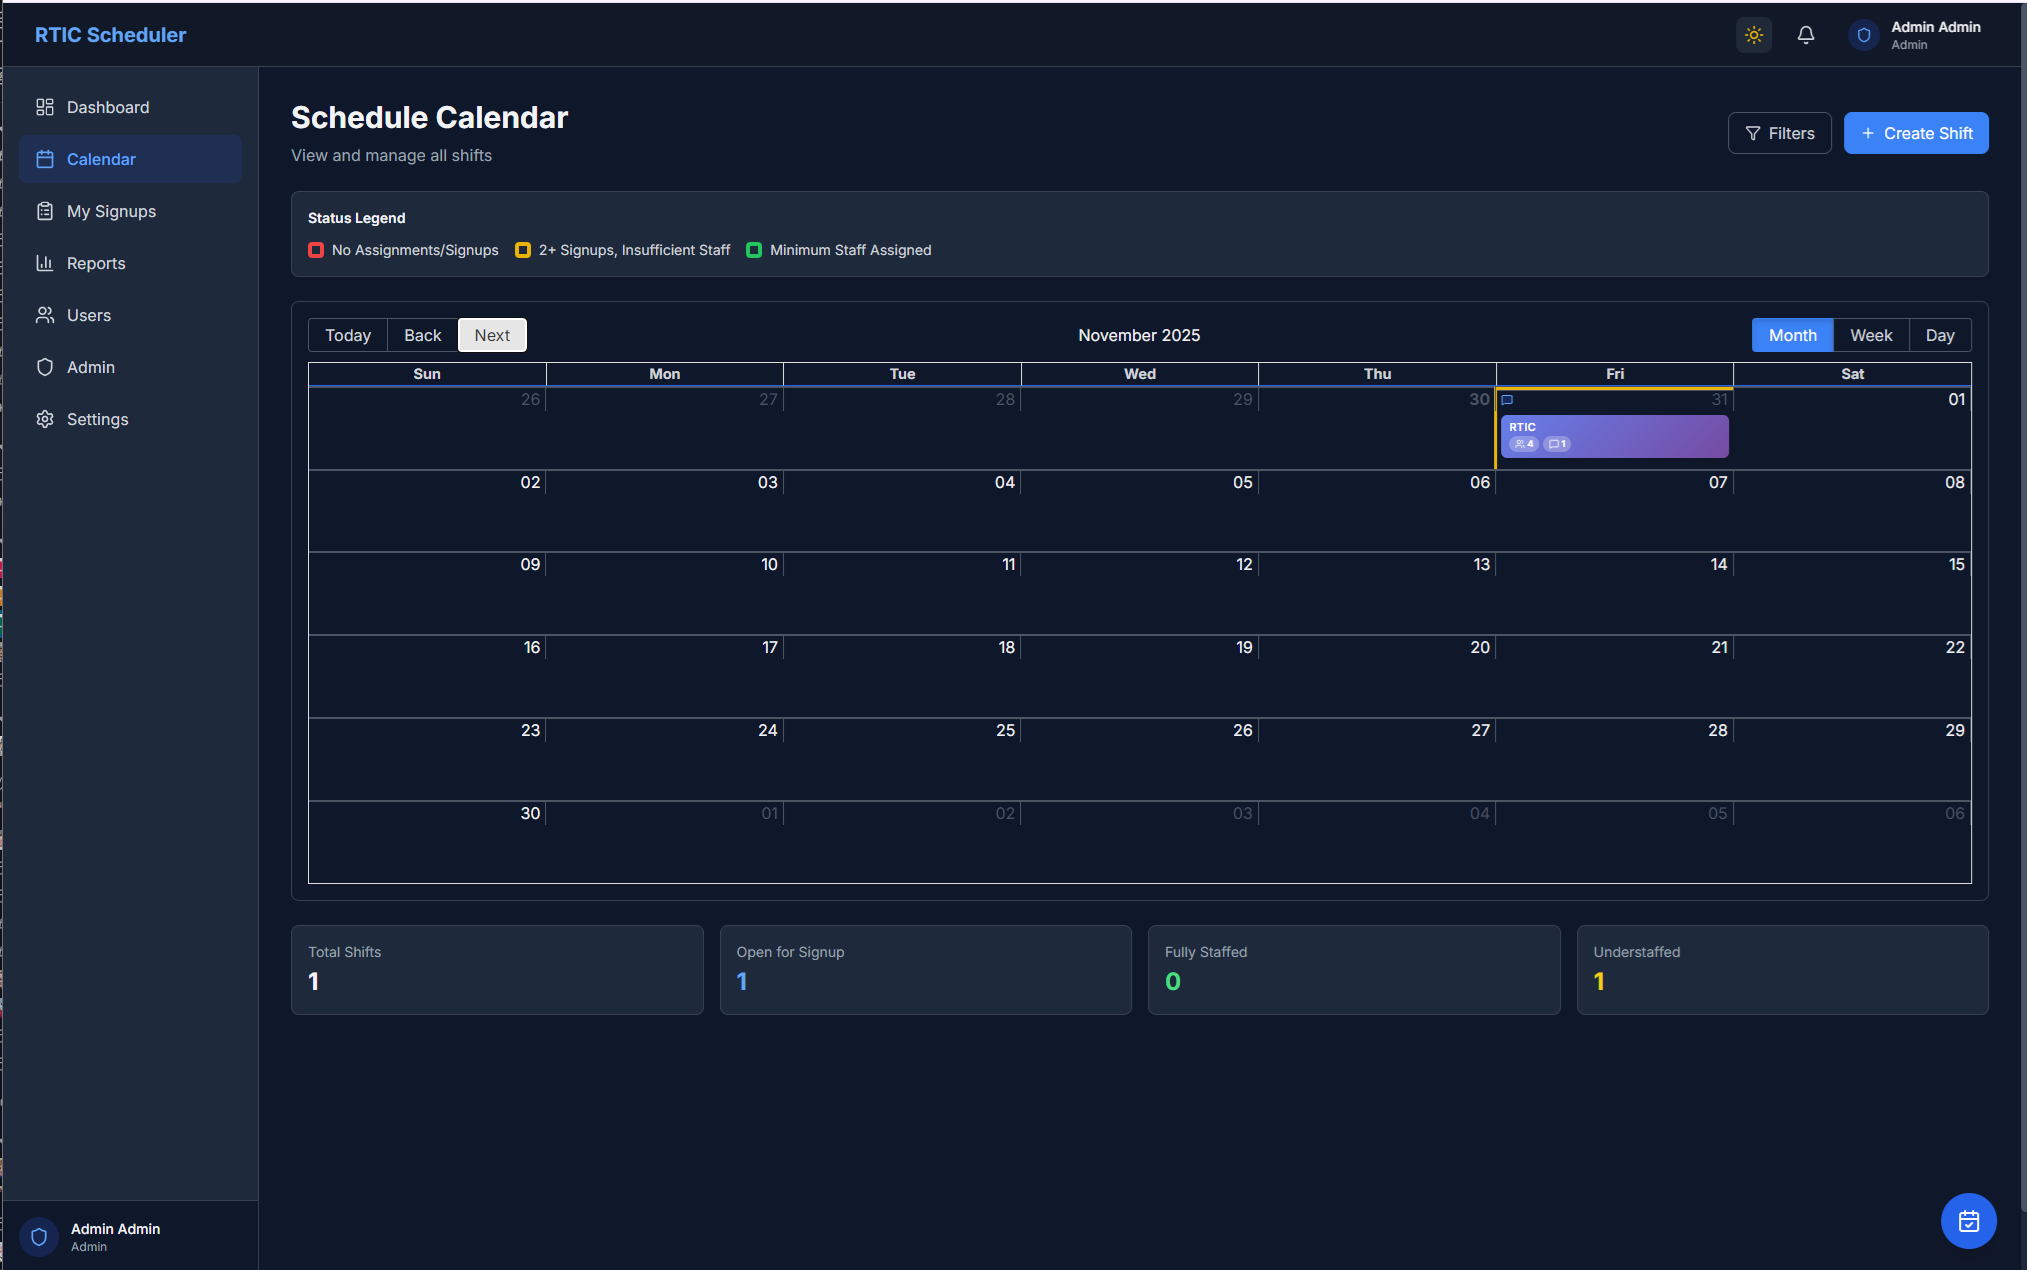 RTIC Scheduler
Admin Admin
Admin
Dashboard
Calendar
My Signups
Reports
Users
Admin
Settings
Admin Admin
Admin
Schedule Calendar
View and manage all shifts
Filters
+ Create Shift
Status Legend
No Assignments/Signups 2+ Signups, Insufficient Staff Minimum Staff Assigned
Today Back Next November 2025 Month Week Day
Sun Mon Tue Wed Thu Fri Sat
26 27 28 29 30 31 01
RTIC
4 1
02 03 04 05 06 07 08
09 10 11 12 13 14 15
16 17 18 19 20 21 22
23 24 25 26 27 28 29
30 01 02 03 04 05 06
Total Shifts
1
Open for Signup
1
Fully Staffed
0
Understaffed
1